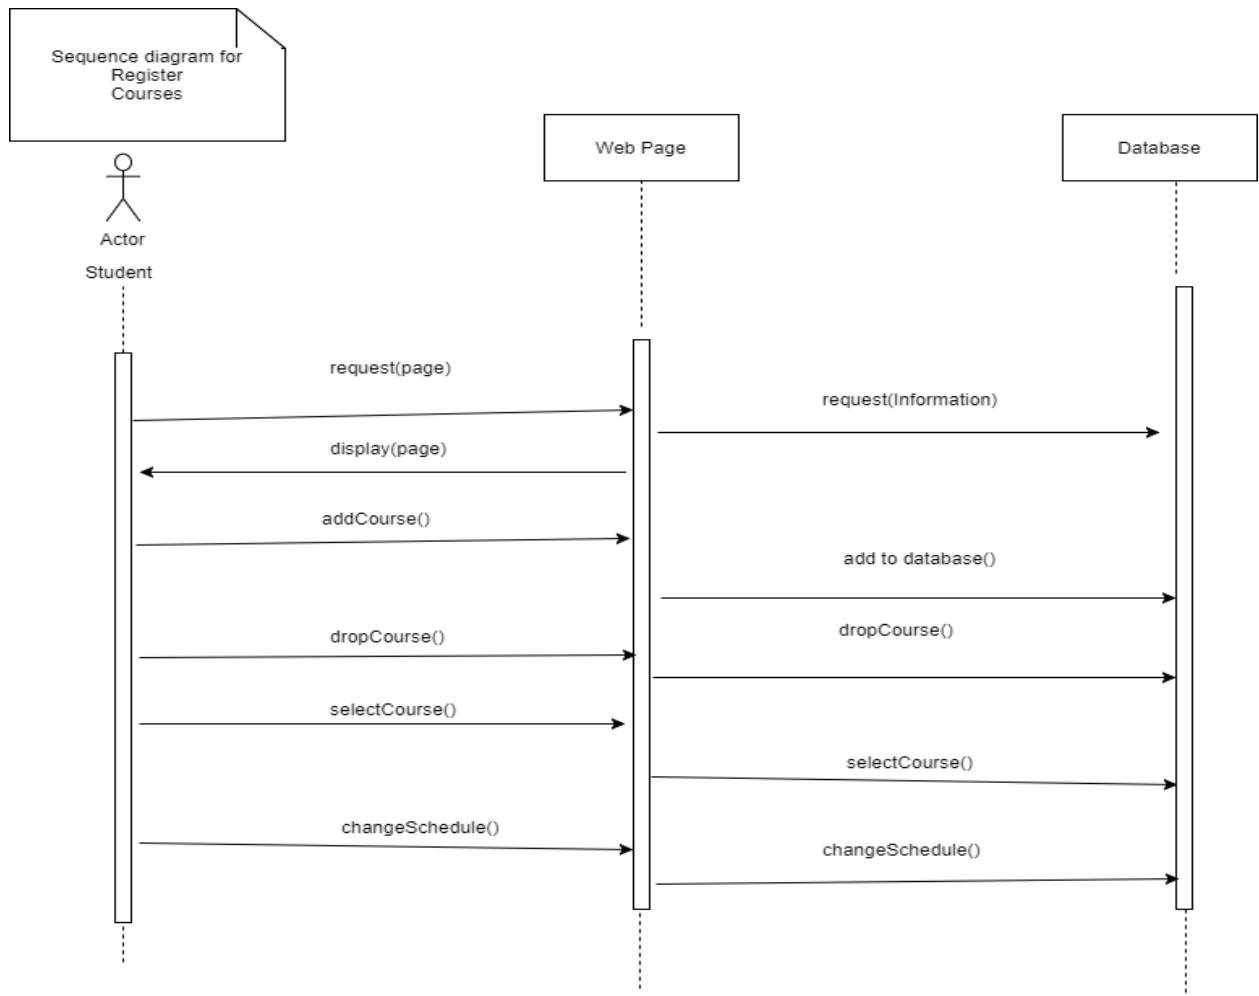 Sequence diagram for
Register
Courses
Web Page
Database
Actor
Student
request(page)
request(Information)
display(page)
addCourse()
add to database()
dropCourse()
dropCourse()
selectCourse()
selectCourse()
changeSchedule()
changeSchedule()